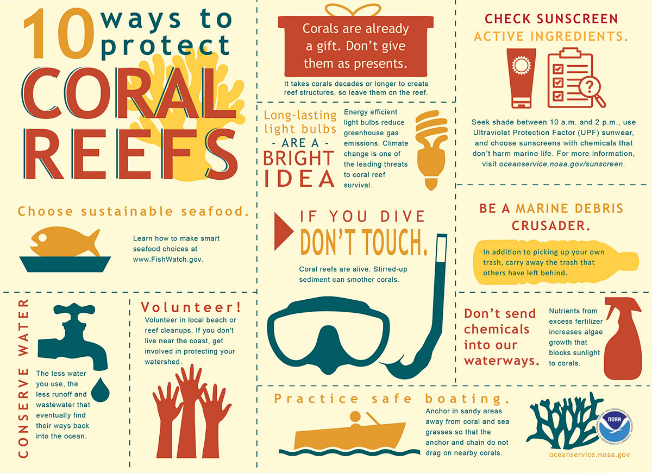 10 ways to
protect
CORAL
REEFS
Choose sustainable seafood.
Learn how to make smart
seafood choices at
www.FishWatch.gov.
CONSERVE WATER
The less water
you use, the
less runoff and
wastewater that
eventually find
their ways back
into the ocean.
Volunteer!
Volunteer in local beach or
reef cleanups. If you don't
live near the coast, get
involved in protecting your
watershed.
Corals are already
a gift. Don't give
them as presents.
It takes corals decades or longer to create
reef structures, so leave them on the reef.
Long-lasting
light bulbs
- ARE A -
BRIGHT
IDEA
Energy efficient
light bulbs reduce
greenhouse gas
emissions. Climate
change is one of
the leading threats
to coral reef
survival.
IF YOU DIVE
DON'T TOUCH.
Coral reefs are alive. Stirred-up
sediment can smother corals.
Practice safe boating.
Anchor in sandy areas
away from coral and sea
grasses so that the
anchor and chain do not
drag on nearby corals.
CHECK SUNSCREEN
ACTIVE INGREDIENTS.
Seek shade between 10 a.m. and 2 p.m., use
Ultraviolet Protection Factor (UPF) sunwear,
and choose sunscreens with chemicals that
don't harm marine life. For more information,
visit oceanservice.noaa.gov/sunscreen.
BE A MARINE DEBRIS
CRUSADER.
In addition to picking up your own
trash, carry away the trash that
others have left behind.
Don't send
chemicals
into our
waterways.
Nutrients from
excess fertilizer
increases algae
growth that
blocks sunlight
to corals.
NOAA
oceanservice.noaa.gov